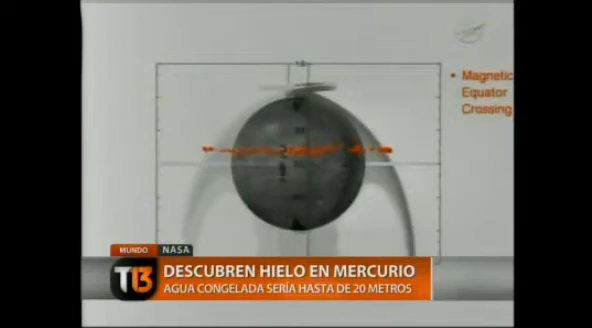 Magnetic
Equator
Crossing
MUNDO NASA
T13
DESCUBREN HIELO EN MERCURIO
AGUA CONGELADA SERÍA HASTA DE 20 METROS